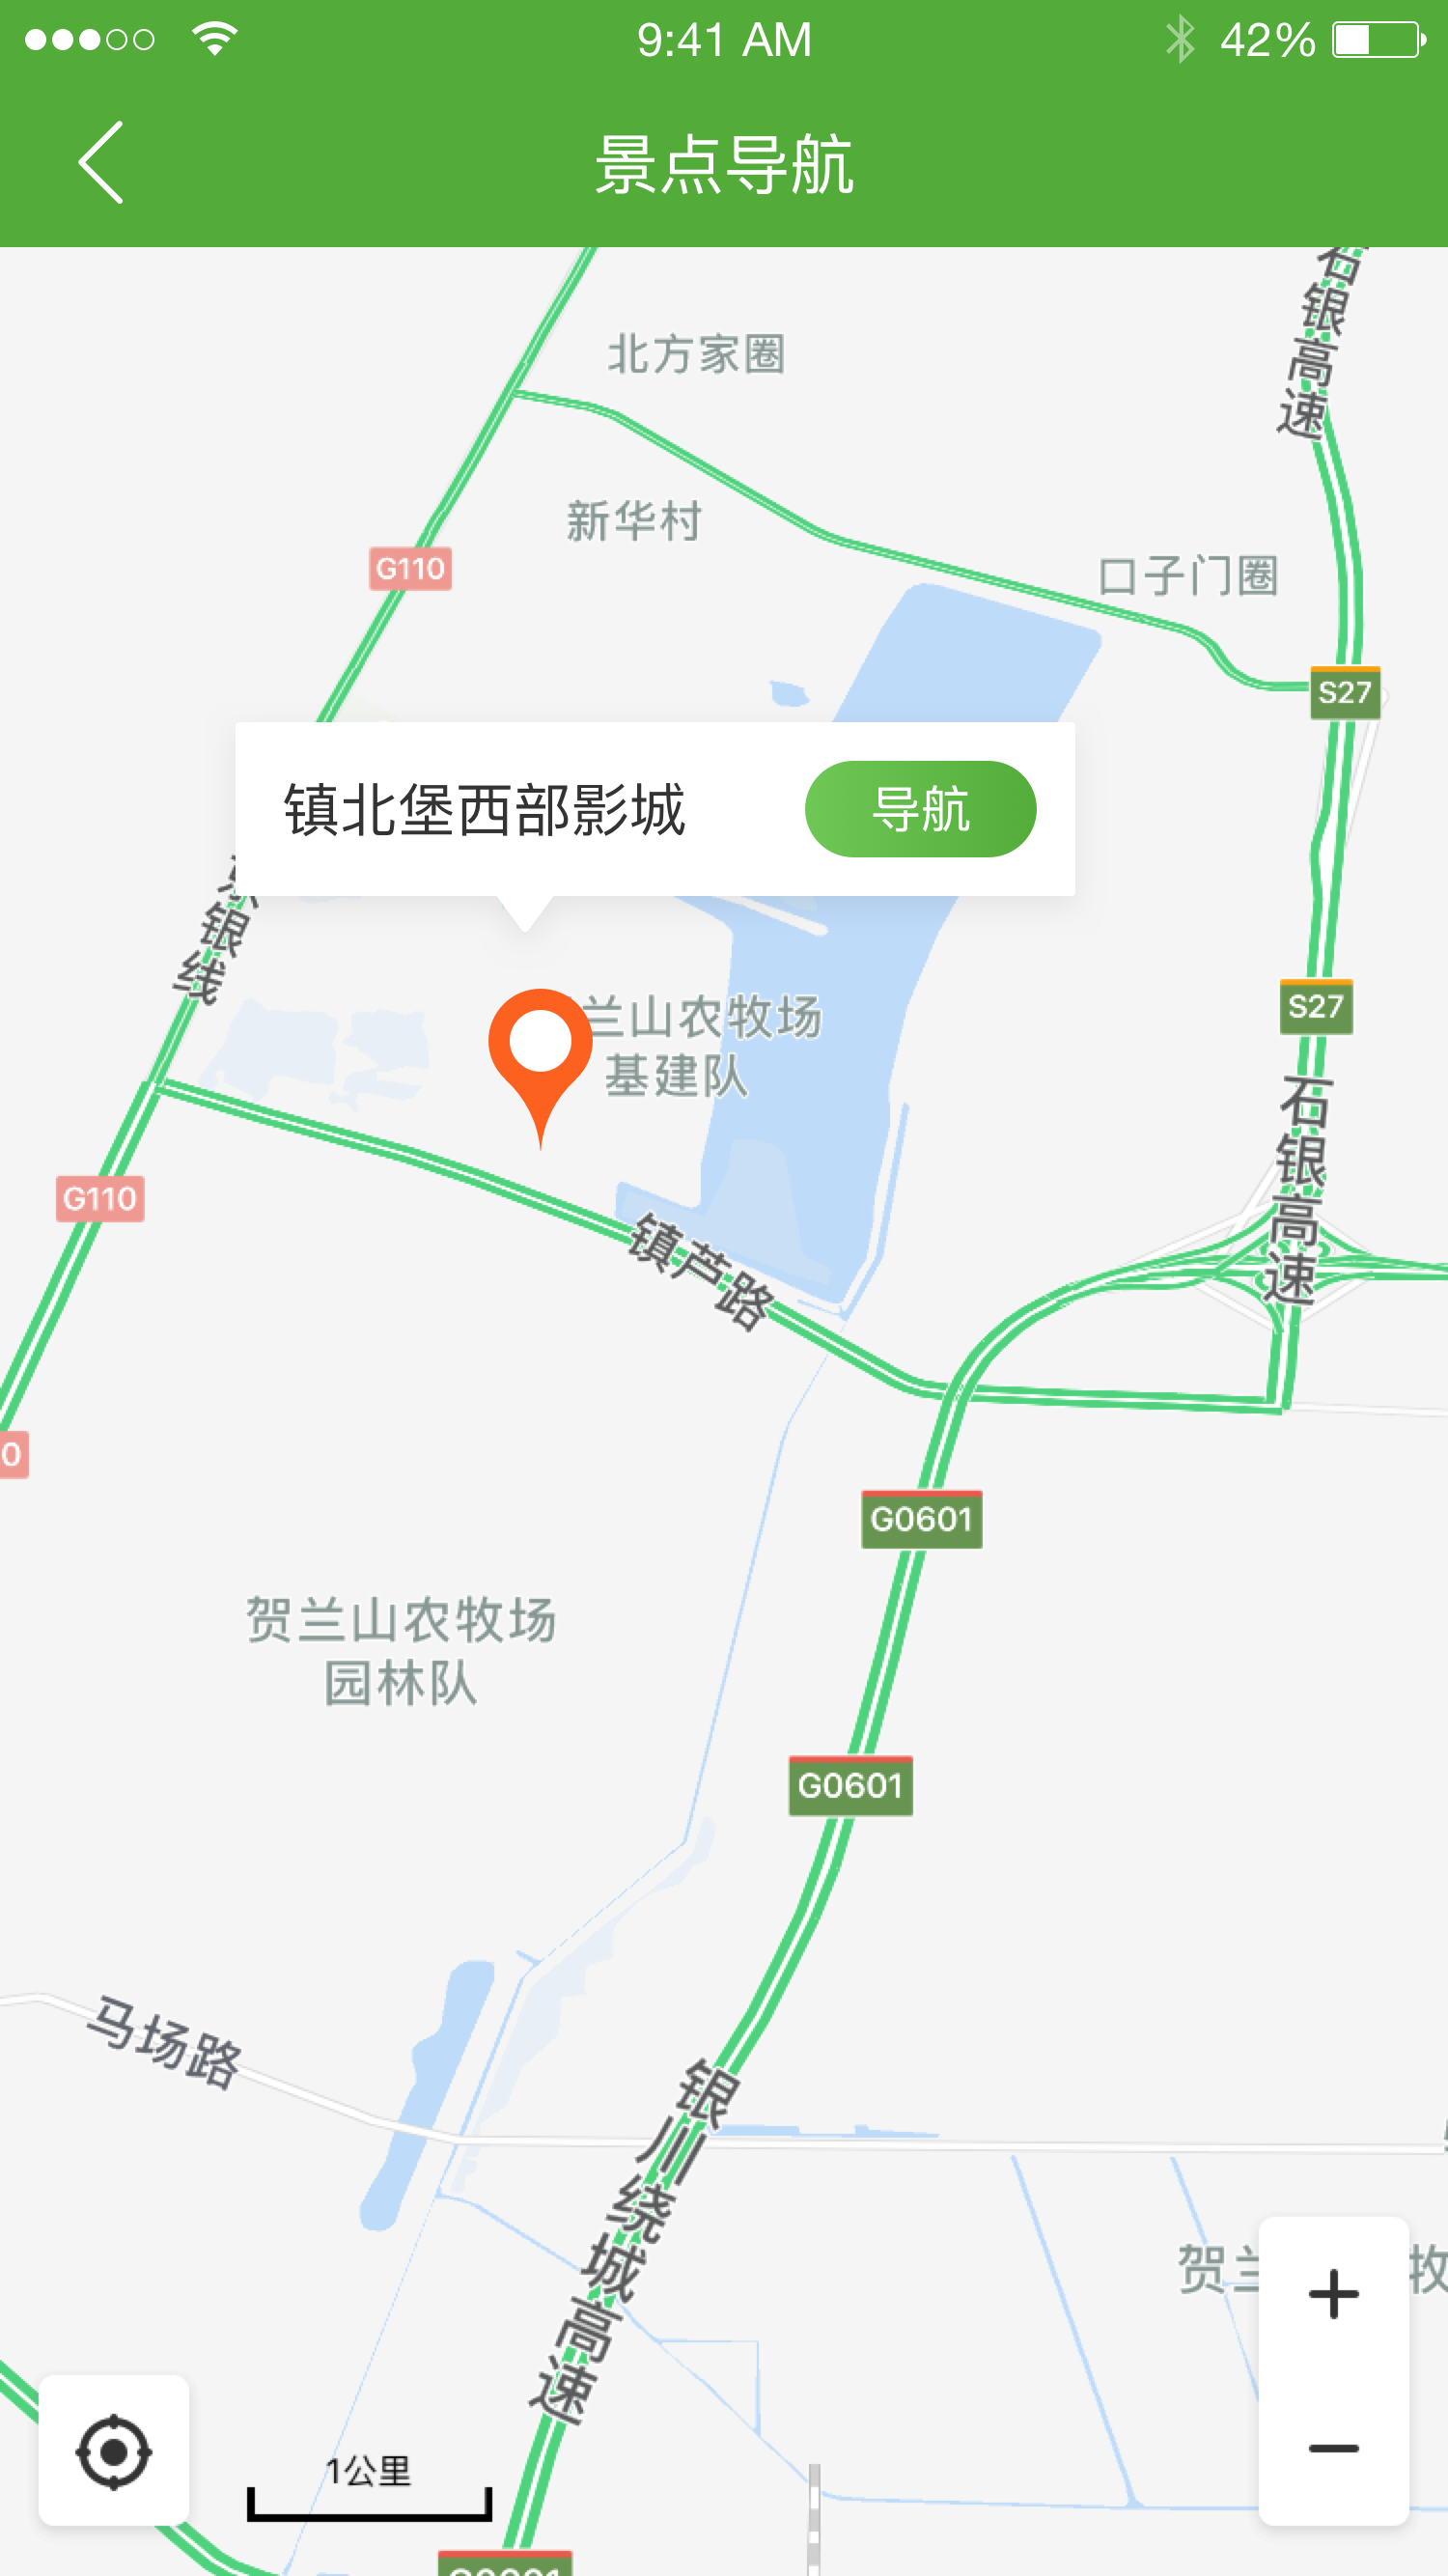 9:41 AM
42%
景点导航
石银高速
北方家圈
新华村
G110
口子门圈
S27
镇北堡西部影城
导航
银线
兰山农牧场
基建队
S27
石银高速
G110
镇芦路
0
G0601
贺兰山农牧场
园林队
G0601
马场路
银川绕城高速
贺兰
牧
1公里